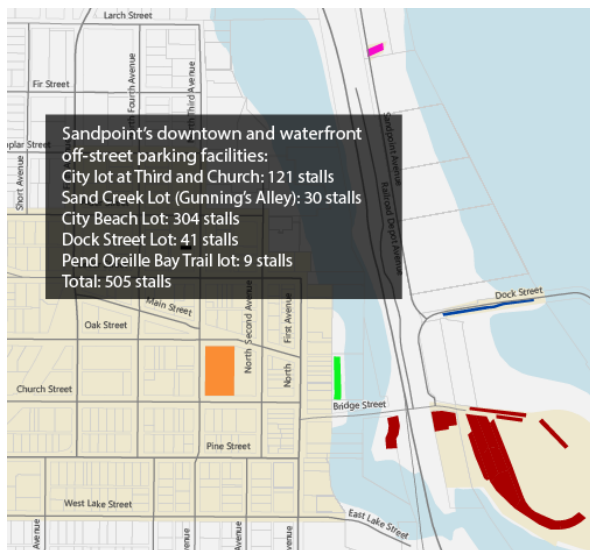 Larch Street
Fir Street
North Fourth Avenue
North Third Avenue
Short Avenue
Sandpoint's downtown and waterfront
off-street parking facilities:
City lot at Third and Church: 121 stalls
Sand Creek Lot (Gunning's Alley): 30 stalls
City Beach Lot: 304 stalls
Dock Street Lot: 41 stalls
Pend Oreille Bay Trail lot: 9 stalls
Total: 505 stalls
Sandpoint Avenue
Railroad Depot Avenue
Dock Street
Main Street
Oak Street
North Second Avenue
North First Avenue
Church Street
Bridge Street
Pine Street
West Lake Street
East Lake Street
Avenue
Avenue
Avenue
Avenue